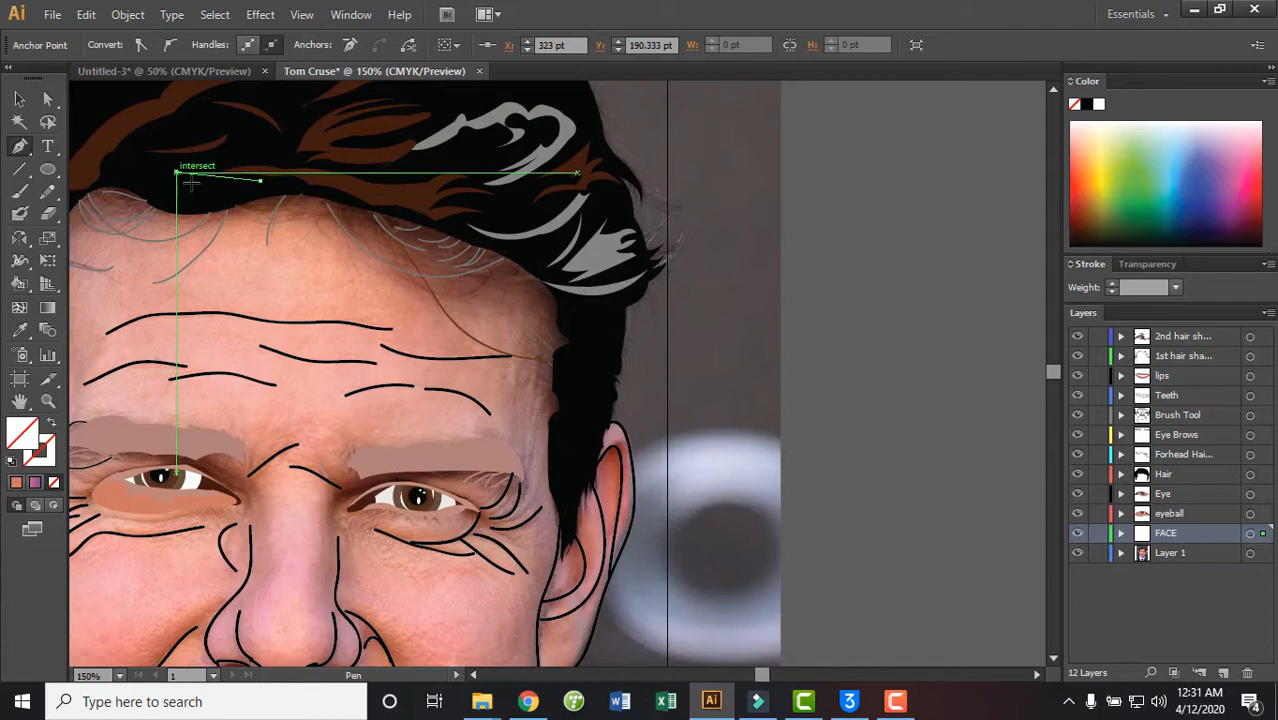 Ai
File
Edit
Object
Type
Select
Effect
View
Window
Help
Br
Essentials
Anchor Point
Convert:
Handles:
Anchors:
X:
323 pt
Y:
190.333 pt
W:
0 pt
H:
0 pt
Untitled-3* @ 50% (CMYK/Preview)
Tom Cruse* @ 150% (CMYK/Preview)
intersect
Color
Stroke
Transparency
Weight:
Layers
2nd hair sh...
1st hair sha...
lips
Teeth
Brush Tool
Eye Brows
Forhead Hai...
Hair
Eye
eyeball
FACE
Layer 1
12 Layers
150%
1
Pen
Type here to search
Ai
12:31 AM
4/12/2020
4